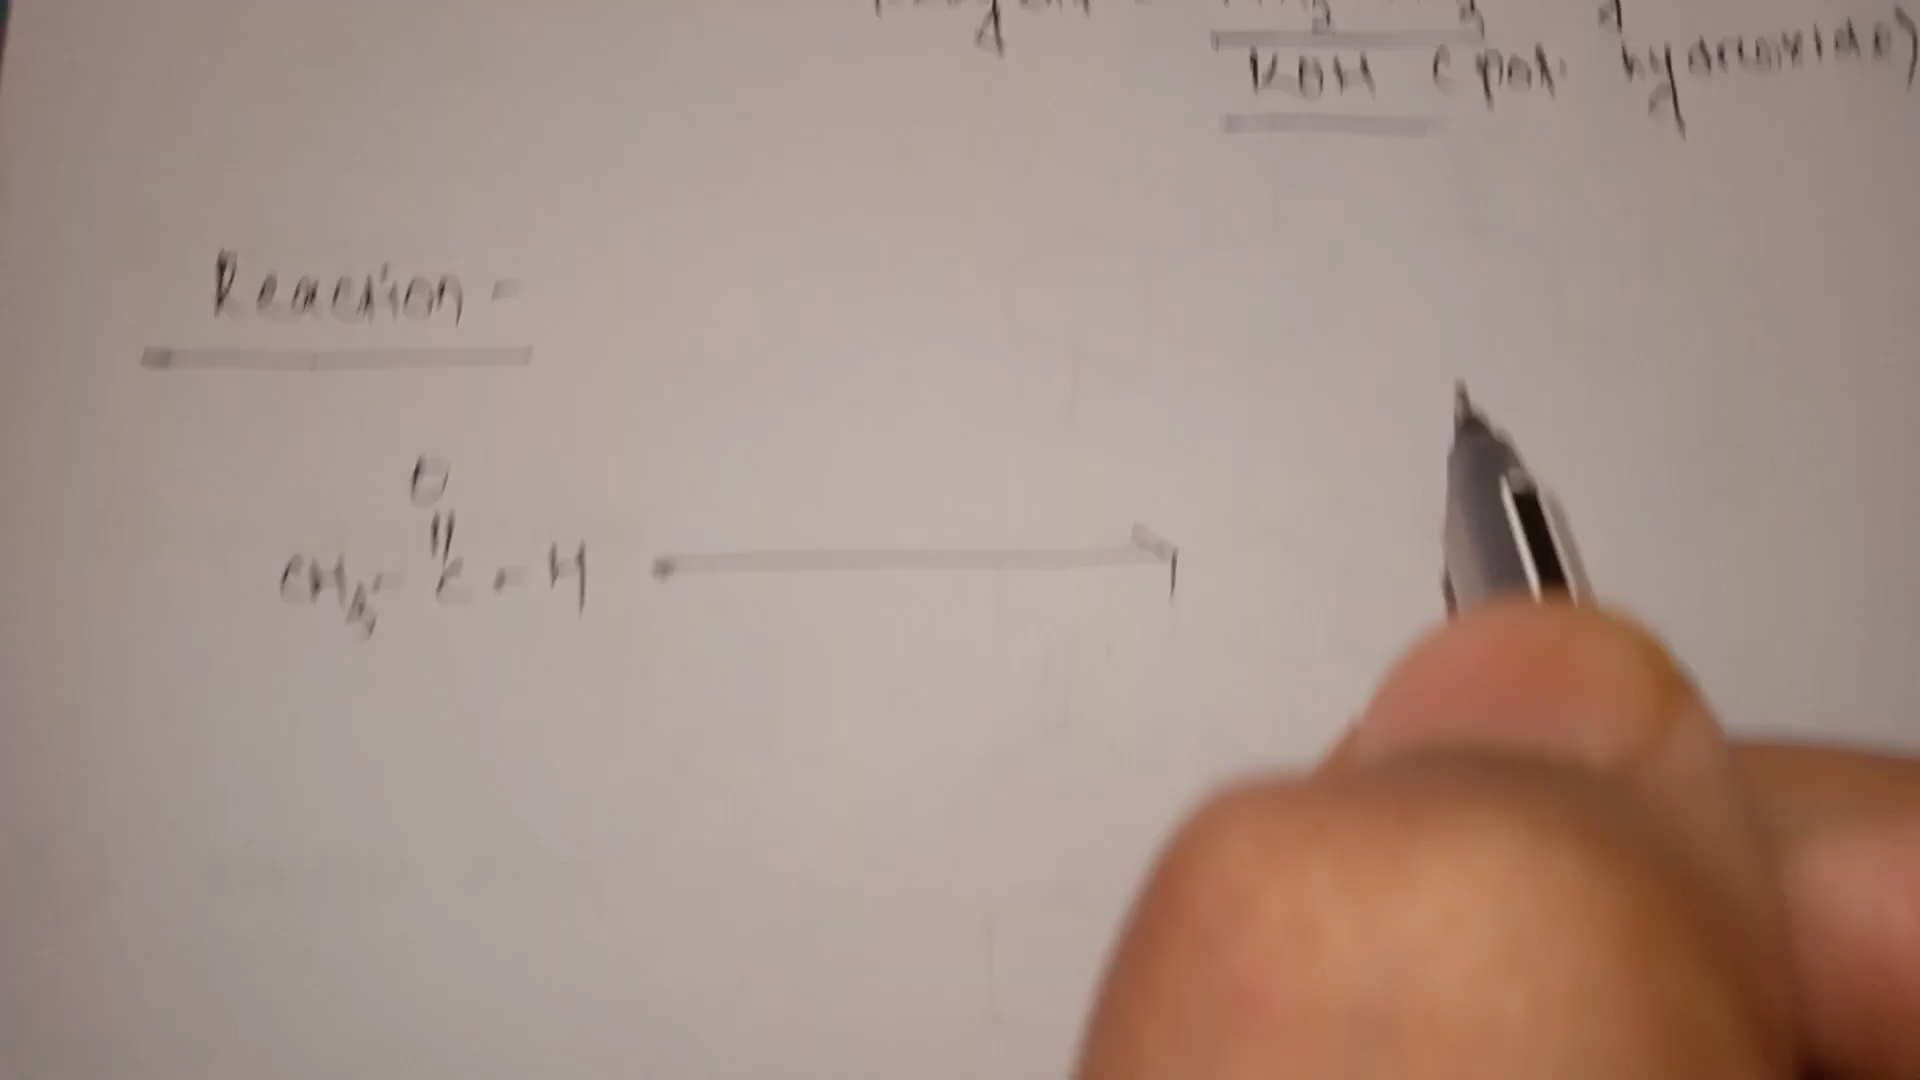 KOH (pot. hydroxide)
Reaction -
O
||
CH3 - C - H